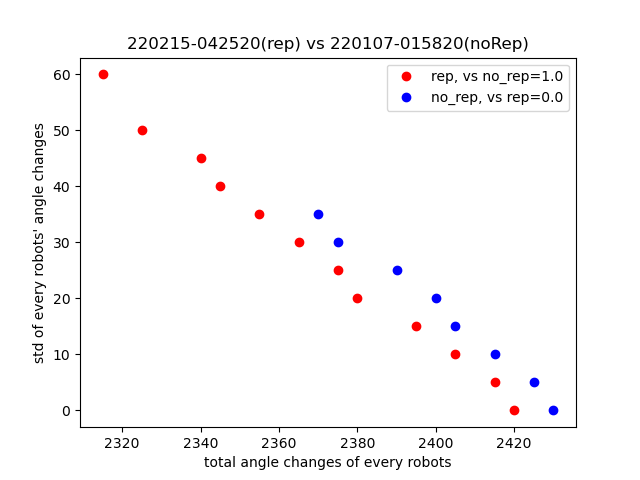 220215-042520(rep) vs 220107-015820(noRep)
rep, vs no_rep=1.0
no_rep, vs rep=0.0
std of every robots' angle changes
60
50
40
30
20
10
0
2320 2340 2360 2380 2400 2420
total angle changes of every robots